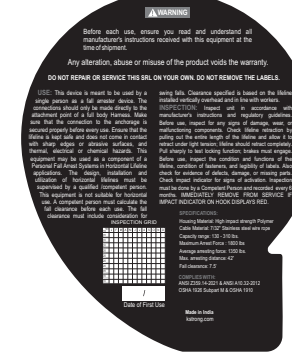 WARNING
Before each use, ensure you read and understand all
manufacturer's instructions received with this equipment at the
time of shipment.
Any alteration, abuse or misuse of the product voids the warranty.
DO NOT REPAIR OR SERVICE THIS SRL ON YOUR OWN. DO NOT REMOVE THE LABELS.
USE: This device is meant to be used by a
single person as a fall arrester device. The
connections should only be made directly to the
attachment point of a full body Harness. Make
sure that the connection to the anchorage is
secured properly before every use. Ensure that the
lifeline is kept safe and does not come in contact
with sharp edges or abrasive surfaces, and
thermal, electrical or chemical hazards. This
equipment may be used as a component of a
Personal Fall Arrest Systems in Horizontal Lifeline
applications. The design, installation and
utilization of horizontal lifelines must be
supervised by a qualified /competent person.
This equipment is not suitable for horizontal
use. A competent person must calculate the
fall clearance before each use. The fall
clearance must include consideration for
swing falls. Clearance specified is based on the lifeline
installed vertically overhead and in line with workers.
INSPECTION: Inspect unit in accordance with
manufacturer's instructions and regulatory guidelines.
Before use, inspect for any signs of damage, wear, or
malfunctioning components. Check lifeline retraction by
pulling out the entire length of the lifeline and allow it to
retract under light tension; lifeline should retract completely.
Pull sharply to test locking function; brakes must engage.
Before use, inspect the condition and functions of the
lifeline, condition of fasteners, and legibility of labels. Also
check for evidence of defects, damage, or missing parts.
Check impact indicator for signs of activation. Inspection
must be done by a Competent Person and recorded every 6
months. IMMEDIATELY REMOVE FROM SERVICE IF
IMPACT INDICATOR ON HOOK DISPLAYS RED.
INSPECTION GRID
/
Date of First Use
SPECIFICATIONS:
Housing Material: High impact strength Polymer
Cable Material: 7/32" Stainless steel wire rope
Capacity range: 130 - 310 lbs.
Maximum Arrest Force : 1800 lbs
Average arresting force: 1350 lbs.
Max. arresting distance: 42"
Fall clearance: 7.5'
COMPLIES WITH:
ANSI Z359.14-2021 & ANSI A10.32-2012
OSHA 1926 Subpart M & OSHA 1910
Made in India
kstrong.com